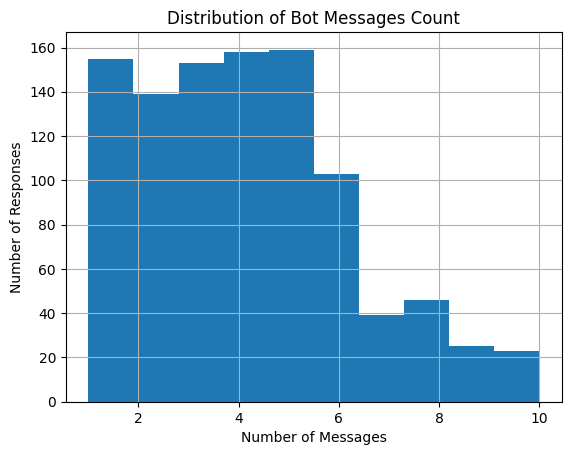 Distribution of Bot Messages Count
160
140
120
100
80
60
40
20
0
Number of Responses
2 4 6 8 10
Number of Messages